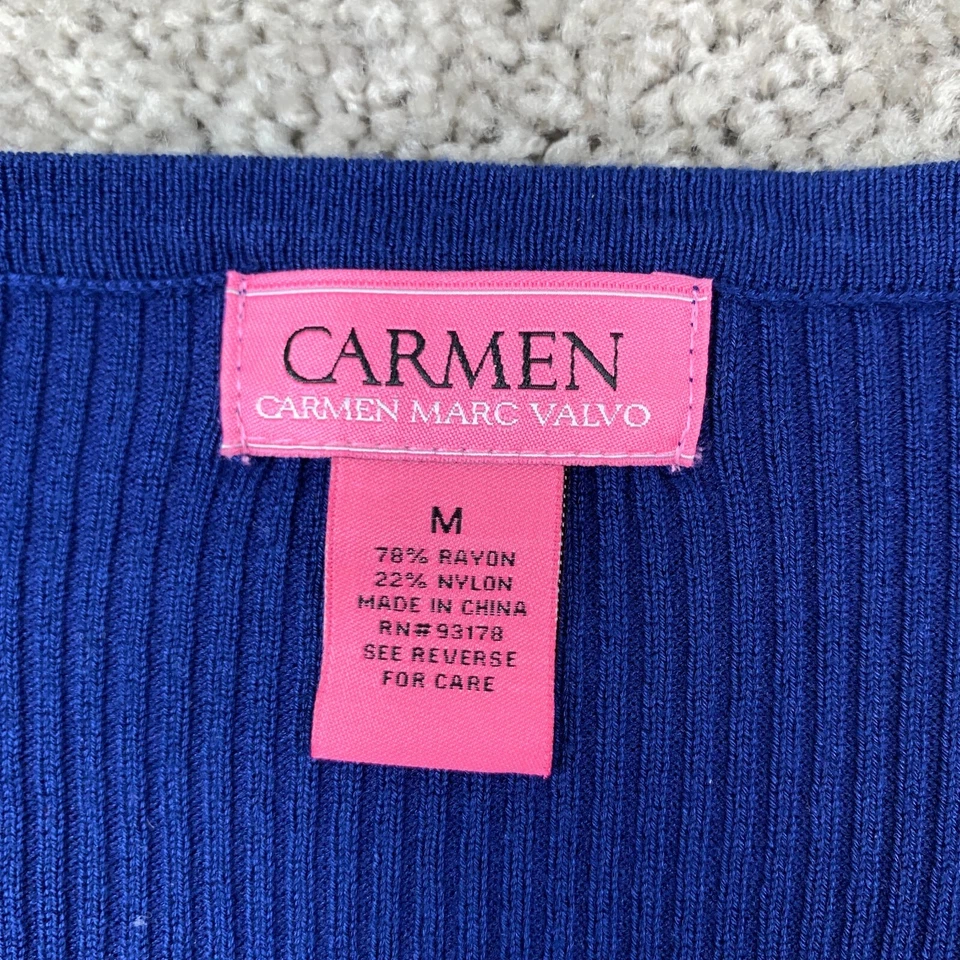 CARMEN
CARMEN MARC VALVO
M
78% RAYON
22% NYLON
MADE IN CHINA
RN#93178
SEE REVERSE
FOR CARE